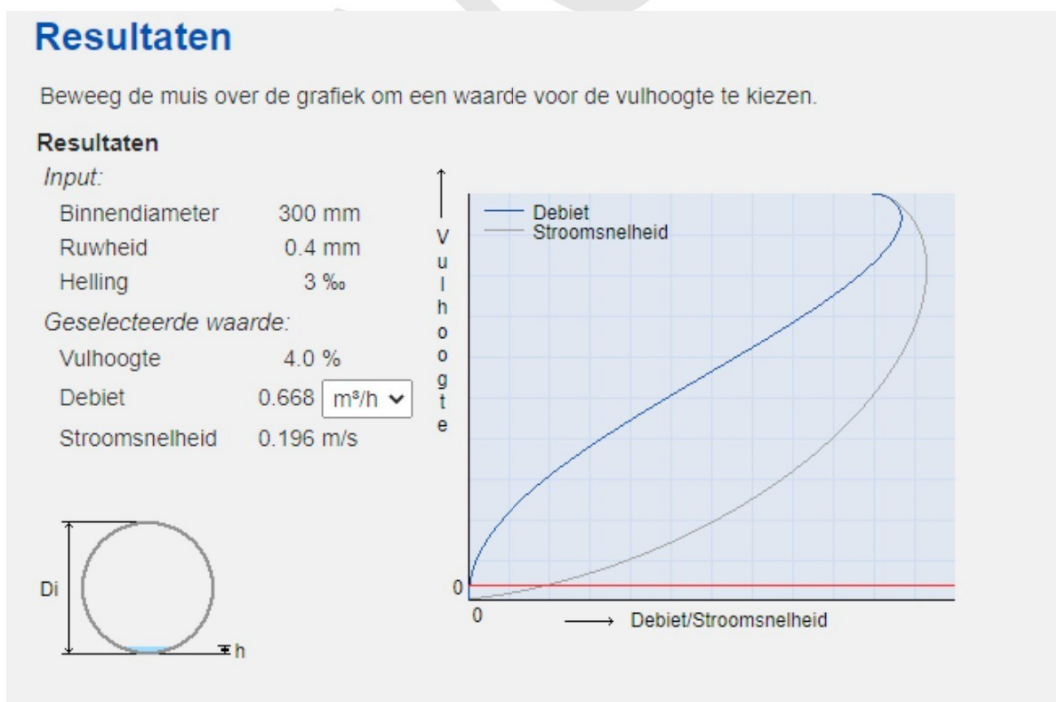 Resultaten
Beweeg de muis over de grafiek om een waarde voor de vulhoogte te kiezen.
Resultaten
Input:
Binnendiameter 300 mm
Ruwheid 0.4 mm
Helling 3 ‰
Geselecteerde waarde:
Vulhoogte 4.0 %
Debiet 0.668 m³/h
Stroomsnelheid 0.196 m/s
Vulhoogte
Debiet
Stroomsnelheid
0
0
Debiet/Stroomsnelheid
Di
h